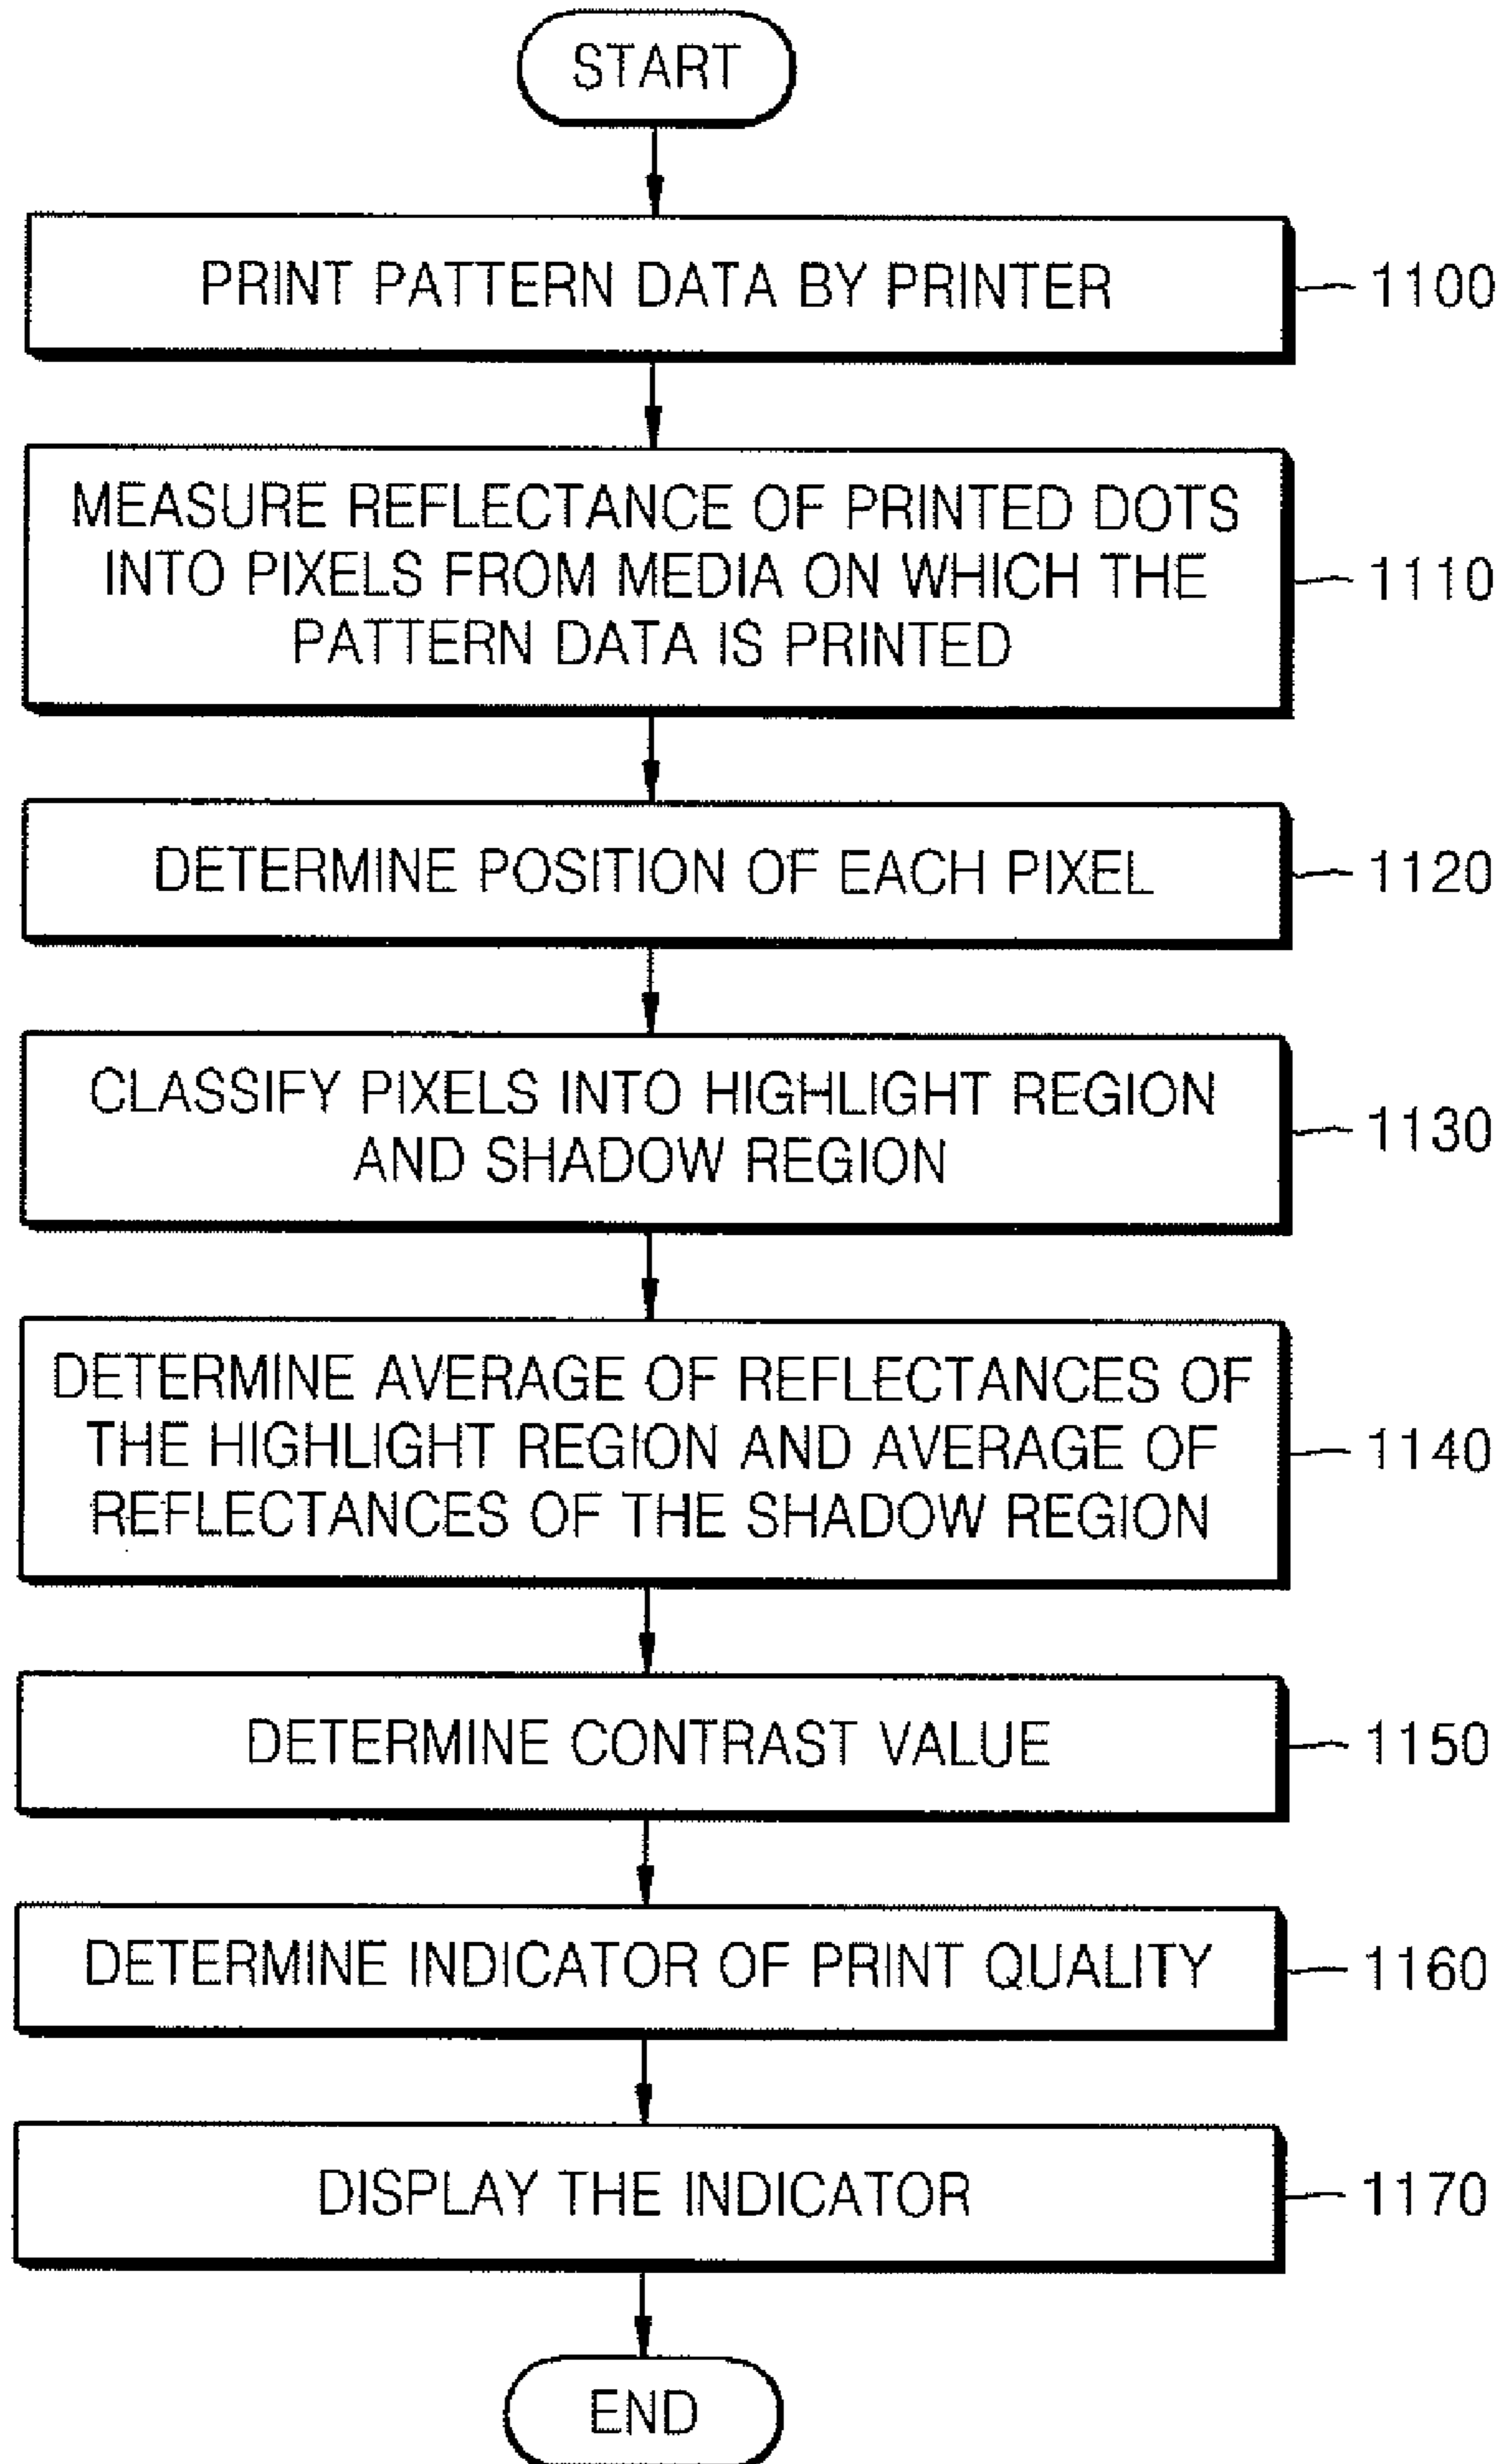 START
PRINT PATTERN DATA BY PRINTER
1100
MEASURE REFLECTANCE OF PRINTED DOTS
INTO PIXELS FROM MEDIA ON WHICH THE
PATTERN DATA IS PRINTED
1110
DETERMINE POSITION OF EACH PIXEL
1120
CLASSIFY PIXELS INTO HIGHLIGHT REGION
AND SHADOW REGION
1130
DETERMINE AVERAGE OF REFLECTANCES OF
THE HIGHLIGHT REGION AND AVERAGE OF
REFLECTANCES OF THE SHADOW REGION
1140
DETERMINE CONTRAST VALUE
1150
DETERMINE INDICATOR OF PRINT QUALITY
1160
DISPLAY THE INDICATOR
1170
END